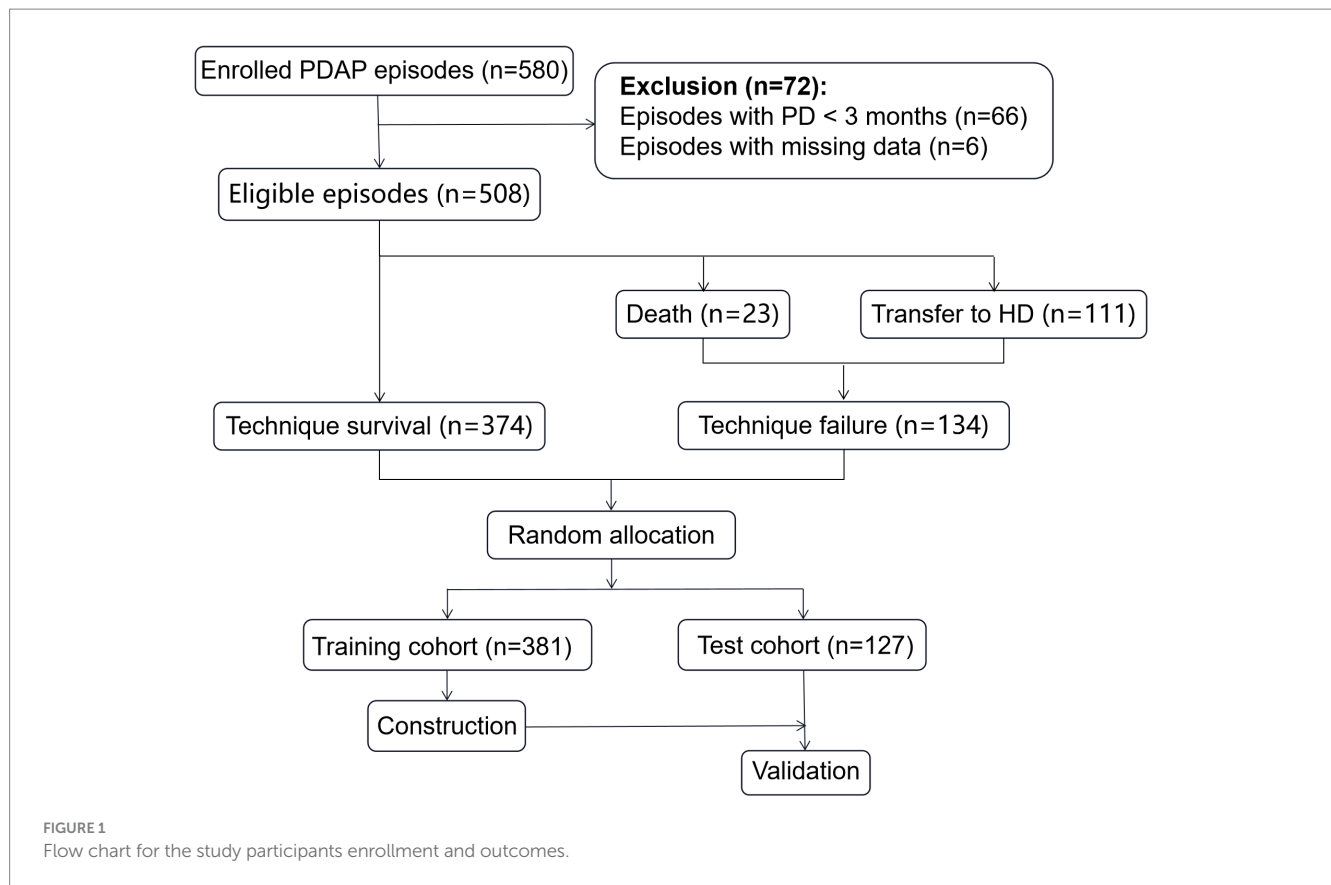 Enrolled PDAP episodes (n=580)
Exclusion (n=72):
Episodes with PD < 3 months (n=66)
Episodes with missing data (n=6)
Eligible episodes (n=508)
Death (n=23)
Transfer to HD (n=111)
Technique survival (n=374)
Technique failure (n=134)
Random allocation
Training cohort (n=381)
Test cohort (n=127)
Construction
Validation
FIGURE 1
Flow chart for the study participants enrollment and outcomes.